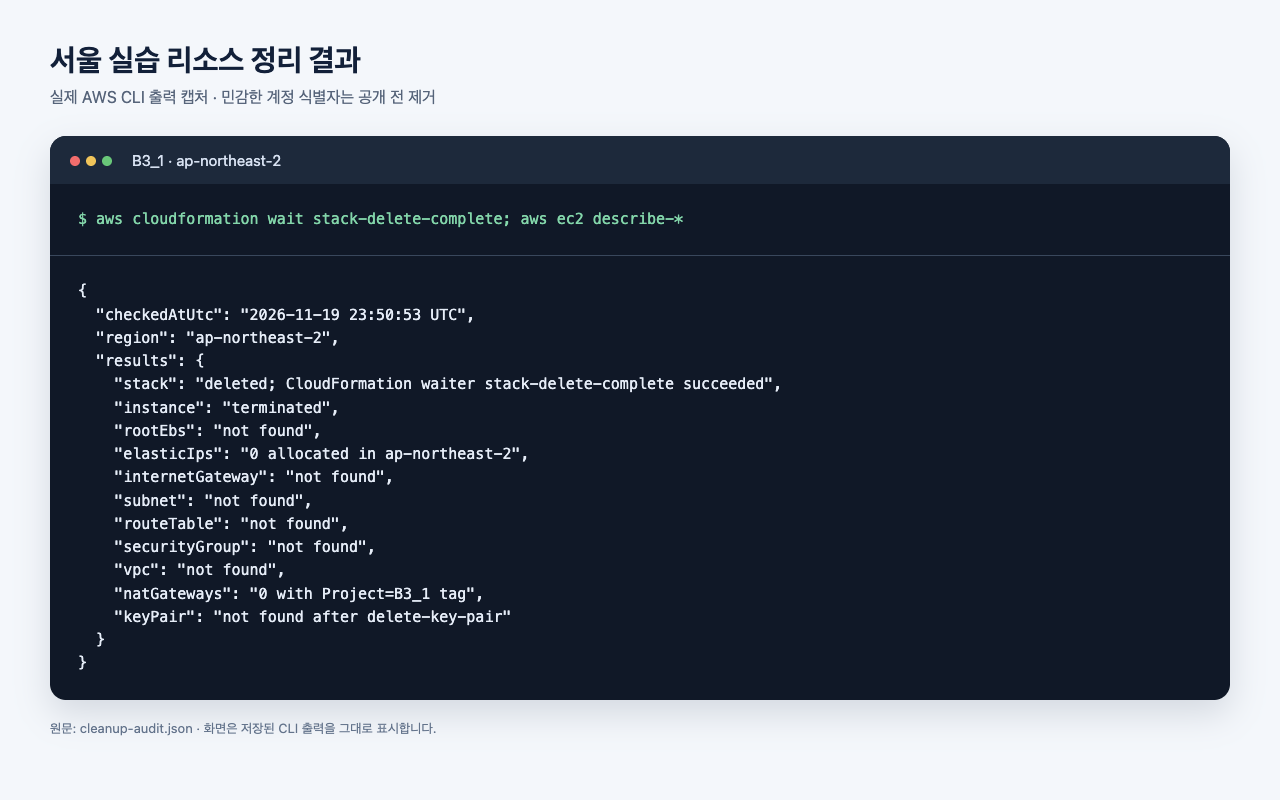 서울 실습 리소스 정리 결과
실제 AWS CLI 출력 캡처 · 민감한 계정 식별자는 공개 전 제거
B3_1 · ap-northeast-2
$ aws cloudformation wait stack-delete-complete; aws ec2 describe-*
{
  "checkedAtUtc": "2026-11-19 23:50:53 UTC",
  "region": "ap-northeast-2",
  "results": {
    "stack": "deleted; CloudFormation waiter stack-delete-complete succeeded",
    "instance": "terminated",
    "rootEbs": "not found",
    "elasticIps": "0 allocated in ap-northeast-2",
    "internetGateway": "not found",
    "subnet": "not found",
    "routeTable": "not found",
    "securityGroup": "not found",
    "vpc": "not found",
    "natGateways": "0 with Project=B3_1 tag",
    "keyPair": "not found after delete-key-pair"
  }
}
원문: cleanup-audit.json · 화면은 저장된 CLI 출력을 그대로 표시합니다.